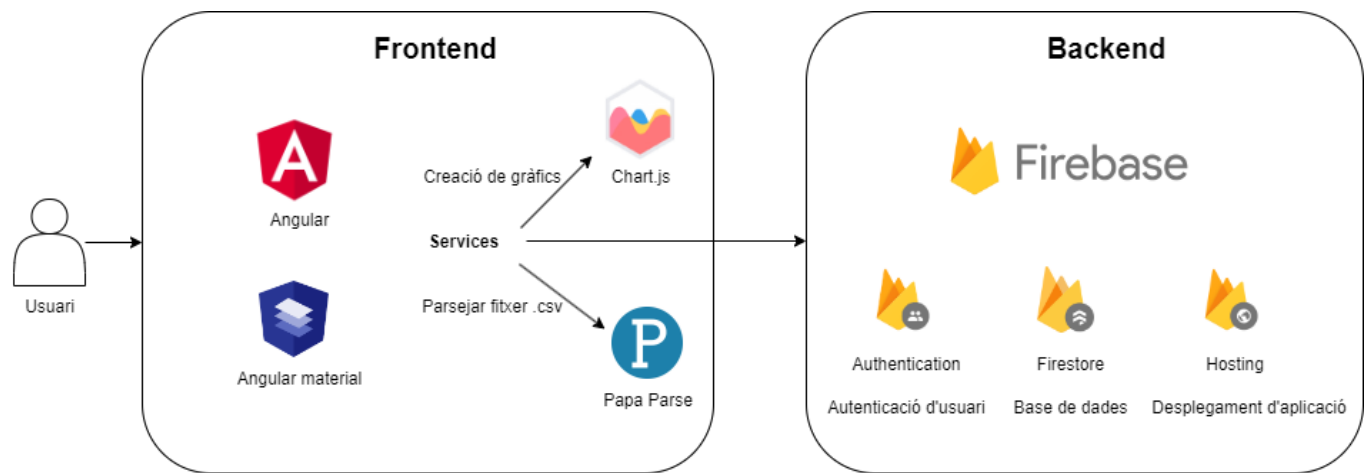 Frontend
Backend
Chart.js
Creació de gràfics
Firebase
Angular
Services
Usuari
Parsejar fitxer .csv
Angular material
Papa Parse
Authentication
Firestore
Hosting
Autenticació d'usuari
Base de dades
Desplegament d'aplicació